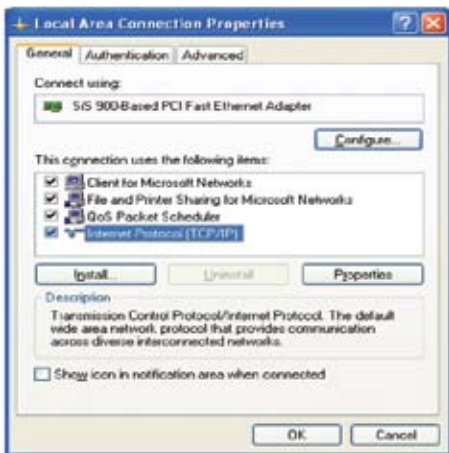 Local Area Connection Properties
General Authentication Advanced
Connect using:
SiS 900-Based PCI Fast Ethernet Adapter
Configure...
This connection uses the following items:
Client for Microsoft Networks
File and Printer Sharing for Microsoft Networks
QoS Packet Scheduler
Internet Protocol (TCP/IP)
Install... Uninstall Properties
Description
Transmission Control Protocol/Internet Protocol. The default
wide area network protocol that provides communication
across diverse interconnected networks.
Show icon in notification area when connected
OK Cancel